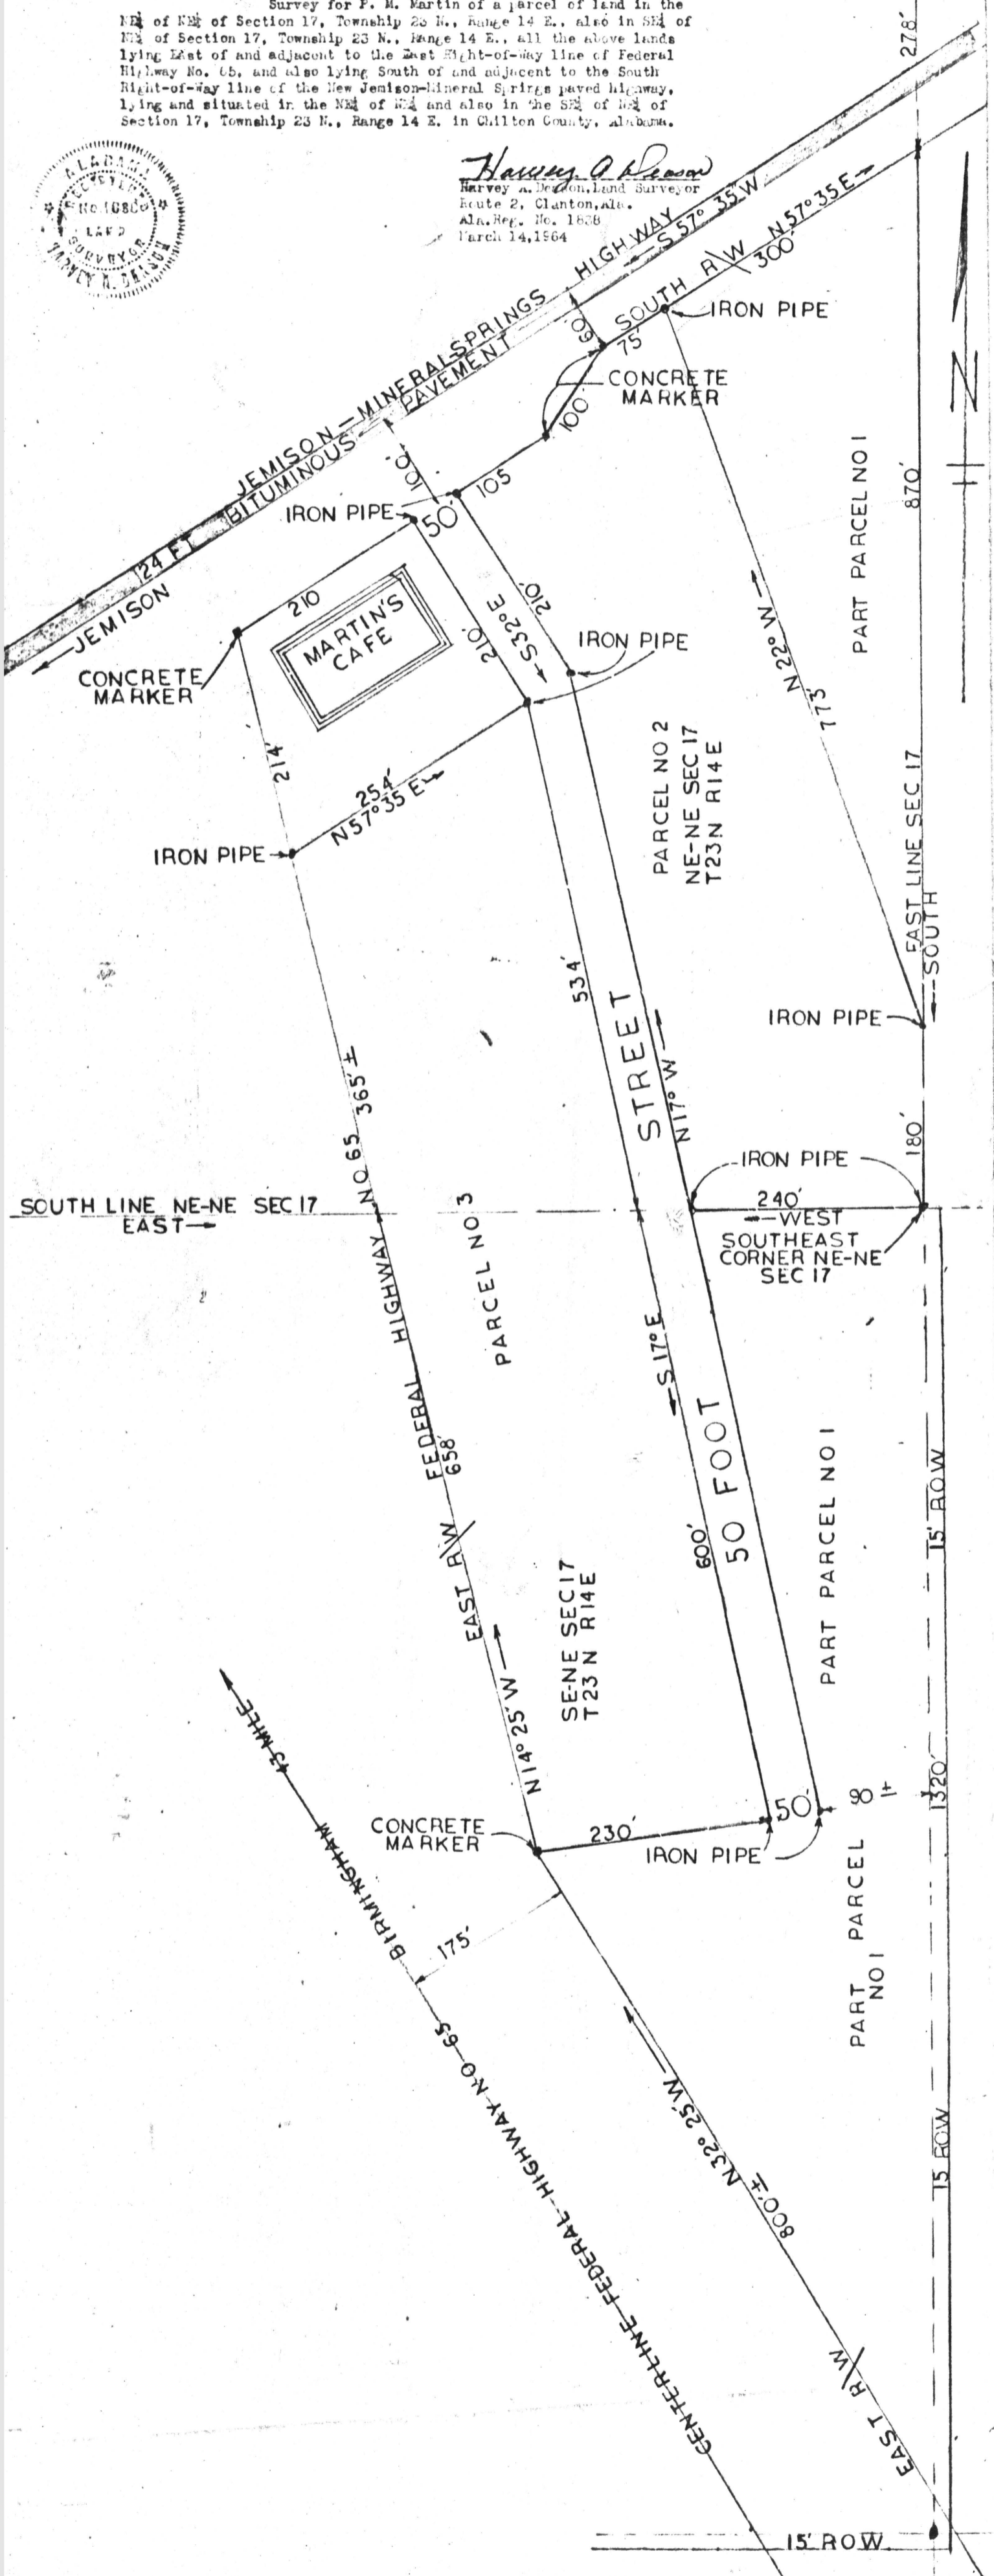 Survey for P. M. Martin of a parcel of land in the
NE¼ of NE¼ of Section 17, Township 23 N., Range 14 E., also in SE¼ of
NE¼ of Section 17, Township 23 N., Range 14 E., all the above lands
lying East of and adjacent to the East Right-of-Way line of Federal
Highway No. 65, and also lying South of and adjacent to the South
Right-of-Way line of the New Jemison-Mineral Springs paved highway,
lying and situated in the NE¼ of NE¼ and also in the SE¼ of NE¼ of
Section 17, Township 23 N., Range 14 E. in Chilton County, Alabama.
ALABAMA
No.
LAND
SURVEYOR
HARVEY A. DEASON
Harvey A Deason
Harvey A. Deason, Land Surveyor
Route 2, Clanton, Ala.
Ala. Reg. No. 1638
March 14, 1964
278'
HIGHWAY
S 57° 35' W
N 57° 35 E
SOUTH R/W
300'
75'
60'
IRON PIPE
CONCRETE
MARKER
100'
JEMISON — MINERAL SPRINGS
24 FT BITUMINOUS PAVEMENT
JEMISON
100'
105
IRON PIPE
50'
210
MARTIN'S
CAFE
210'
S 32° E
210'
IRON PIPE
CONCRETE
MARKER
214'
254'
N 57° 35 E
IRON PIPE
N
870'
PART PARCEL NO 1
N 22° W
773'
PARCEL NO 2
NE-NE SEC 17
T23N R14E
EAST LINE SEC 17
SOUTH
IRON PIPE
534'
STREET
N 17° W
NO 65 365' ±
180'
IRON PIPE
SOUTH LINE NE-NE SEC 17
EAST
240'
WEST
SOUTHEAST
CORNER NE-NE
SEC 17
PARCEL NO 3
FEDERAL HIGHWAY
658'
S 17° E
50 FOOT
600'
PART PARCEL NO 1
15' ROW
EAST R/W
SE-NE SEC 17
T23 N R14E
N 14° 25' W
13 MILE
BIRMINGHAM
CONCRETE
MARKER
230'
50'
IRON PIPE
90 ±
1320'
175'
PART PARCEL
NO 1
N 32° 25' W
800' ±
15 ROW
CENTERLINE FEDERAL HIGHWAY NO 65
EAST R/W
15' ROW